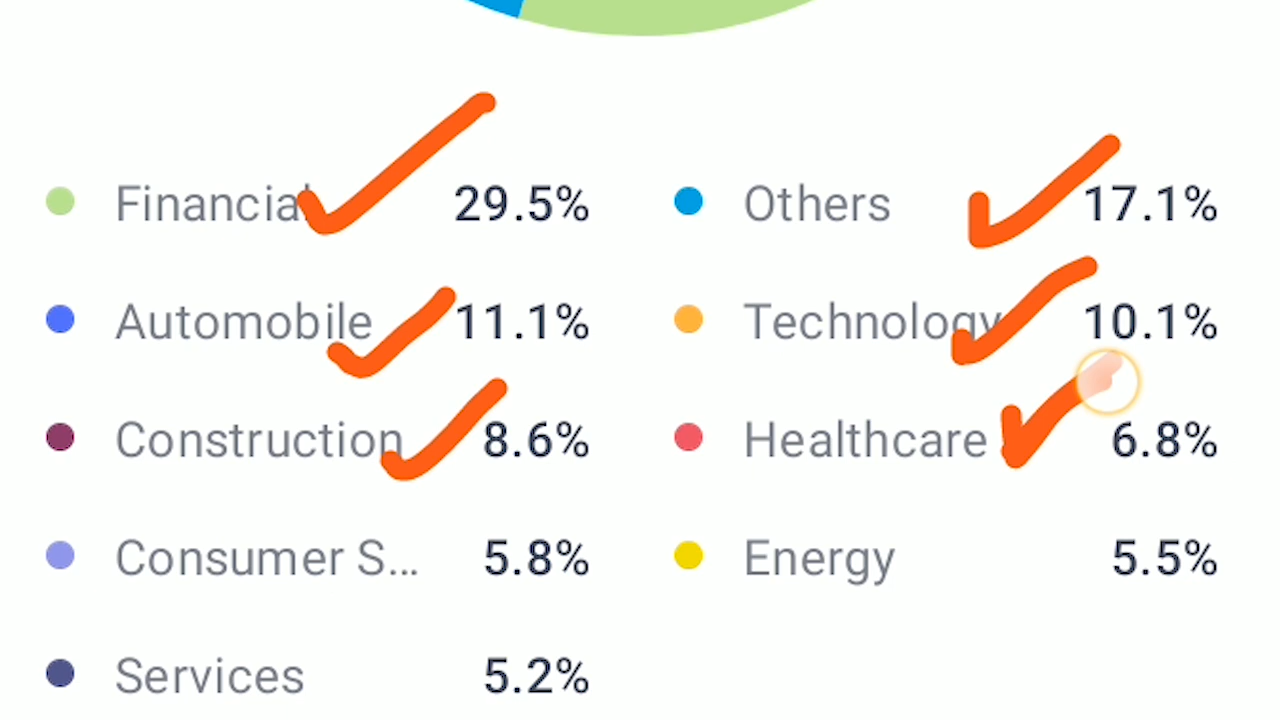 Financial 29.5% Others 17.1%
Automobile 11.1% Technology 10.1%
Construction 8.6% Healthcare 6.8%
Consumer S... 5.8% Energy 5.5%
Services 5.2%